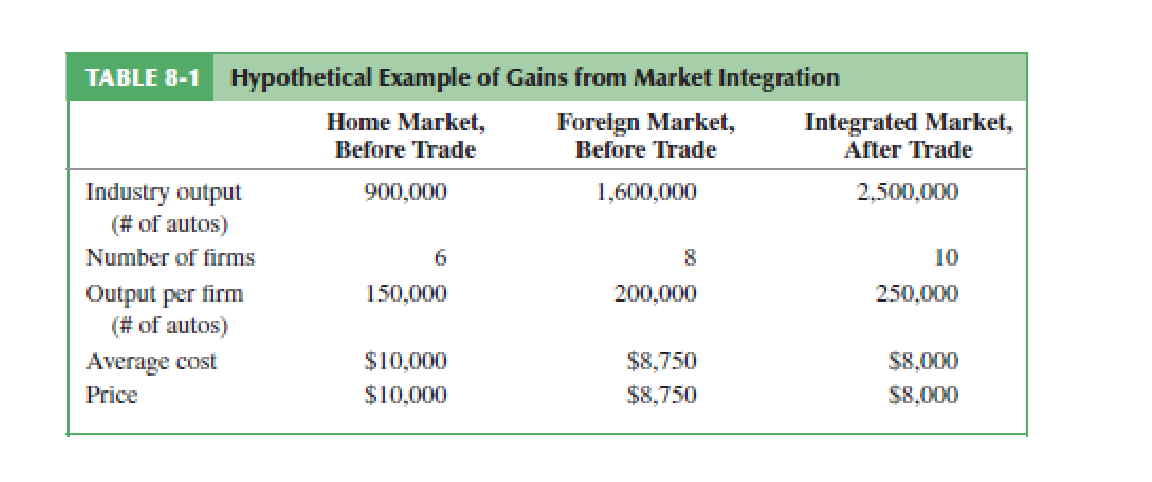 TABLE 8-1 Hypothetical Example of Gains from Market Integration
Home Market, Foreign Market, Integrated Market,
Before Trade Before Trade After Trade
Industry output 900,000 1,600,000 2,500,000
(# of autos)
Number of firms 6 8 10
Output per firm 150,000 200,000 250,000
(# of autos)
Average cost $10,000 $8,750 $8,000
Price $10,000 $8,750 $8,000